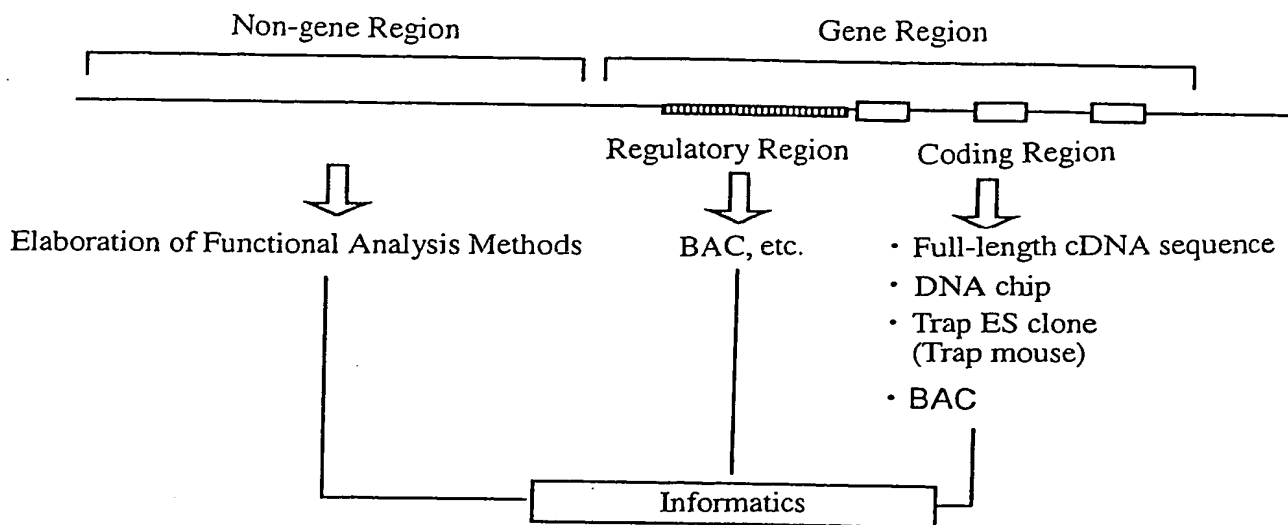 Non-gene Region
Gene Region
Regulatory Region
Coding Region
Elaboration of Functional Analysis Methods
BAC, etc.
・ Full-length cDNA sequence
・ DNA chip
・ Trap ES clone
(Trap mouse)
・ BAC
Informatics